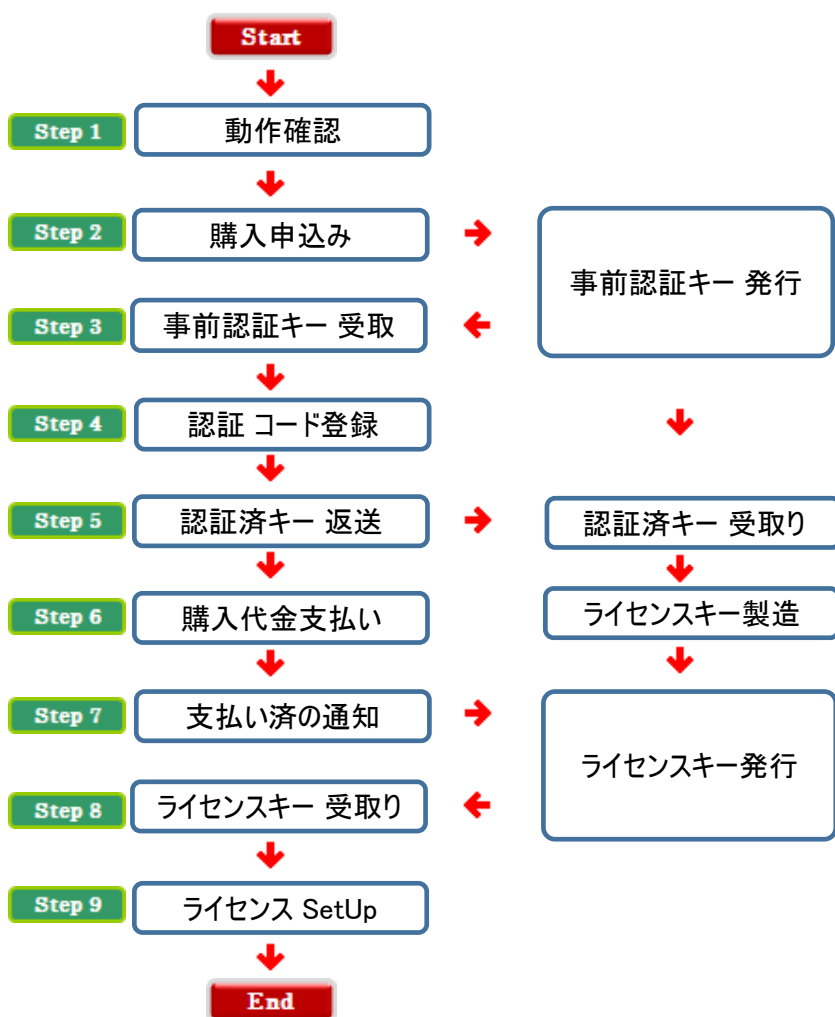 Start
Step 1 動作確認
Step 2 購入申込み
事前認証キー 発行
Step 3 事前認証キー 受取
Step 4 認証 コード登録
Step 5 認証済キー 返送 認証済キー 受取り
Step 6 購入代金支払い ライセンスキー製造
Step 7 支払い済の通知
ライセンスキー発行
Step 8 ライセンスキー 受取り
Step 9 ライセンス SetUp
End